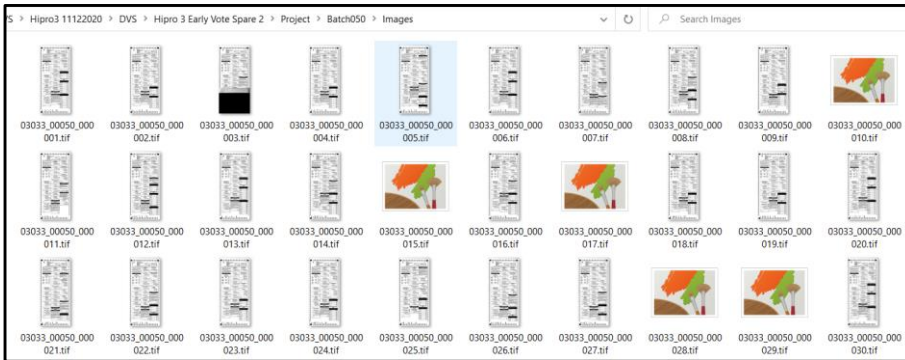 S > Hipro3 11122020 > DVS > Hipro 3 Early Vote Spare 2 > Project > Batch050 > Images
Search Images
03033_00050_000 03033_00050_000 03033_00050_000 03033_00050_000 03033_00050_000 03033_00050_000 03033_00050_000 03033_00050_000 03033_00050_000 03033_00050_000
001.tif 002.tif 003.tif 004.tif 005.tif 006.tif 007.tif 008.tif 009.tif 010.tif
03033_00050_000 03033_00050_000 03033_00050_000 03033_00050_000 03033_00050_000 03033_00050_000 03033_00050_000 03033_00050_000 03033_00050_000 03033_00050_000
011.tif 012.tif 013.tif 014.tif 015.tif 016.tif 017.tif 018.tif 019.tif 020.tif
03033_00050_000 03033_00050_000 03033_00050_000 03033_00050_000 03033_00050_000 03033_00050_000 03033_00050_000 03033_00050_000 03033_00050_000 03033_00050_000
021.tif 022.tif 023.tif 024.tif 025.tif 026.tif 027.tif 028.tif 029.tif 030.tif